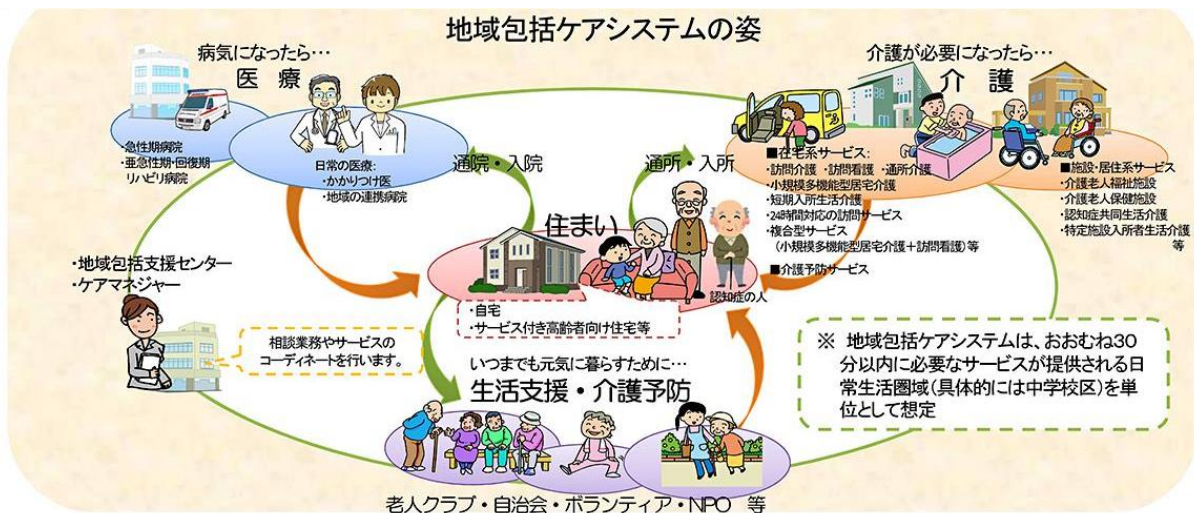 地域包括ケアシステムの姿
病気になったら…
医 療
・急性期病院
・亜急性期・回復期
リハビリ病院
日常の医療:
・かかりつけ医
・地域の連携病院
通院・入院
通所・入所
介護が必要になったら…
介 護
■在宅系サービス:
・訪問介護 ・訪問看護 ・通所介護
・小規模多機能型居宅介護
・短期入所生活介護
・24時間対応の訪問サービス
・複合型サービス
(小規模多機能型居宅介護+訪問看護)等
■介護予防サービス
■施設・居住系サービス
・介護老人福祉施設
・介護老人保健施設
・認知症共同生活介護
・特定施設入所者生活介護
等
住まい
認知症の人
・自宅
・サービス付き高齢者向け住宅等
・地域包括支援センター
・ケアマネジャー
相談業務やサービスの
コーディネートを行います。
いつまでも元気に暮らすために…
生活支援・介護予防
老人クラブ・自治会・ボランティア・NPO 等
※ 地域包括ケアシステムは、おおむね30
分以内に必要なサービスが提供される日
常生活圏域(具体的には中学校区)を単
位として想定